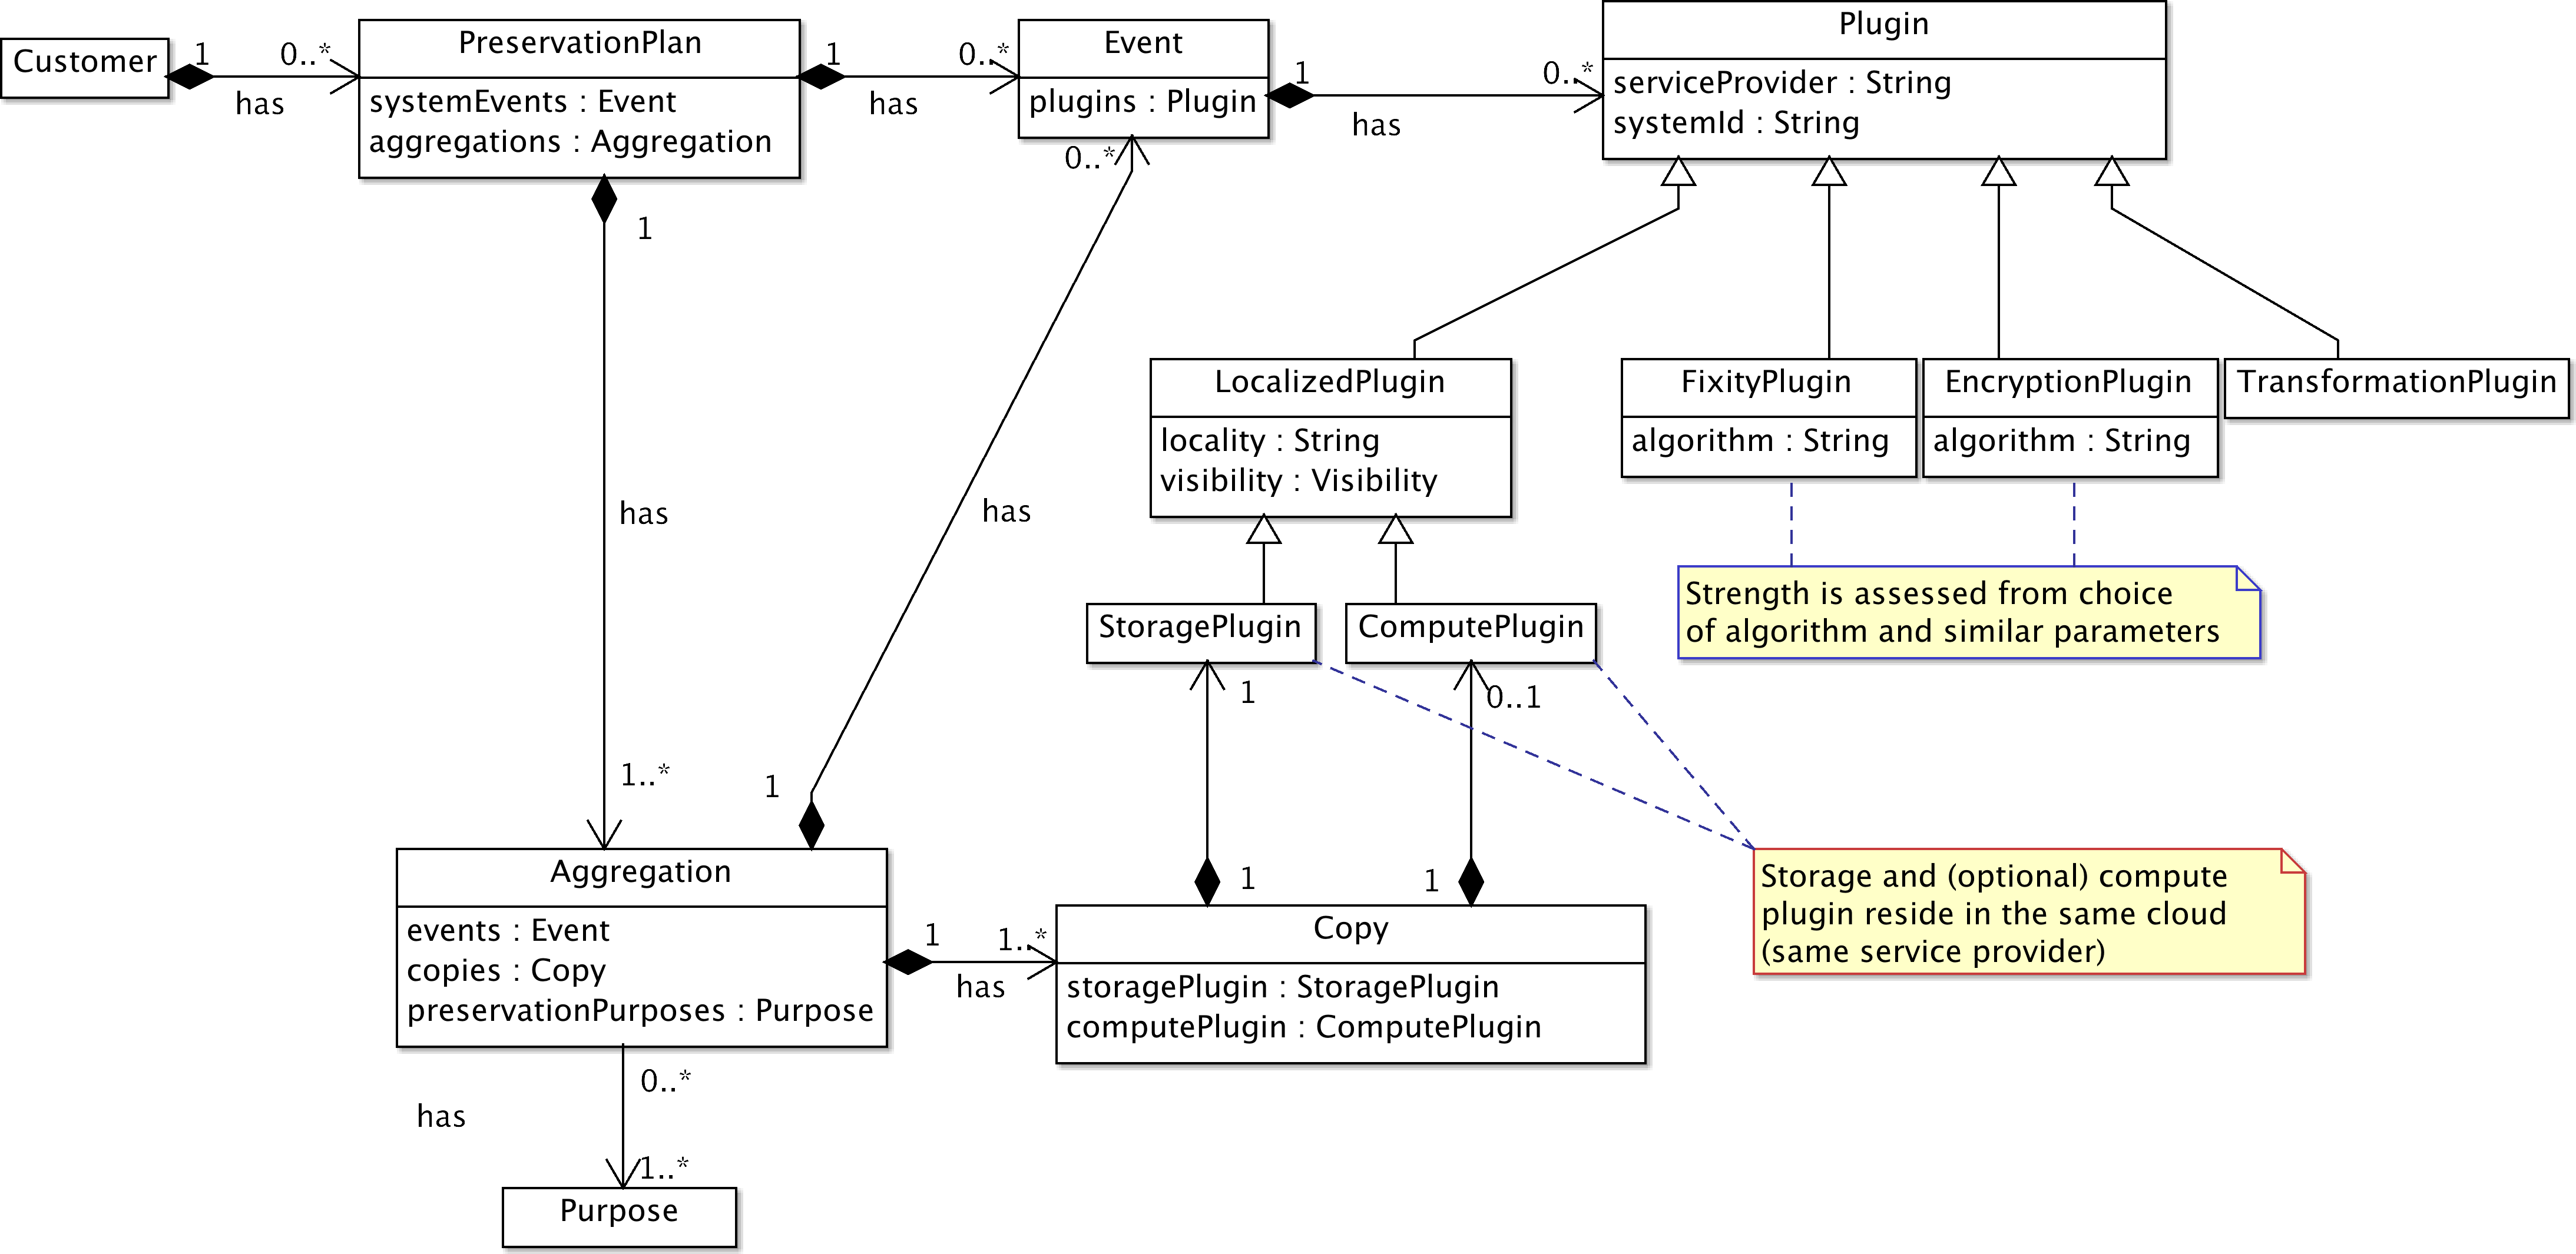 Customer
1
0..*
has
PreservationPlan
systemEvents : Event
aggregations : Aggregation
1
0..*
has
Event
plugins : Plugin
1
0..*
has
Plugin
serviceProvider : String
systemId : String
0..*
1
has
has
1..*
1
LocalizedPlugin
locality : String
visibility : Visibility
FixityPlugin
algorithm : String
EncryptionPlugin
algorithm : String
TransformationPlugin
Strength is assessed from choice
of algorithm and similar parameters
StoragePlugin
ComputePlugin
1
0..1
1
1
Storage and (optional) compute
plugin reside in the same cloud
(same service provider)
Aggregation
events : Event
copies : Copy
preservationPurposes : Purpose
1
1..*
has
Copy
storagePlugin : StoragePlugin
computePlugin : ComputePlugin
0..*
has
1..*
Purpose